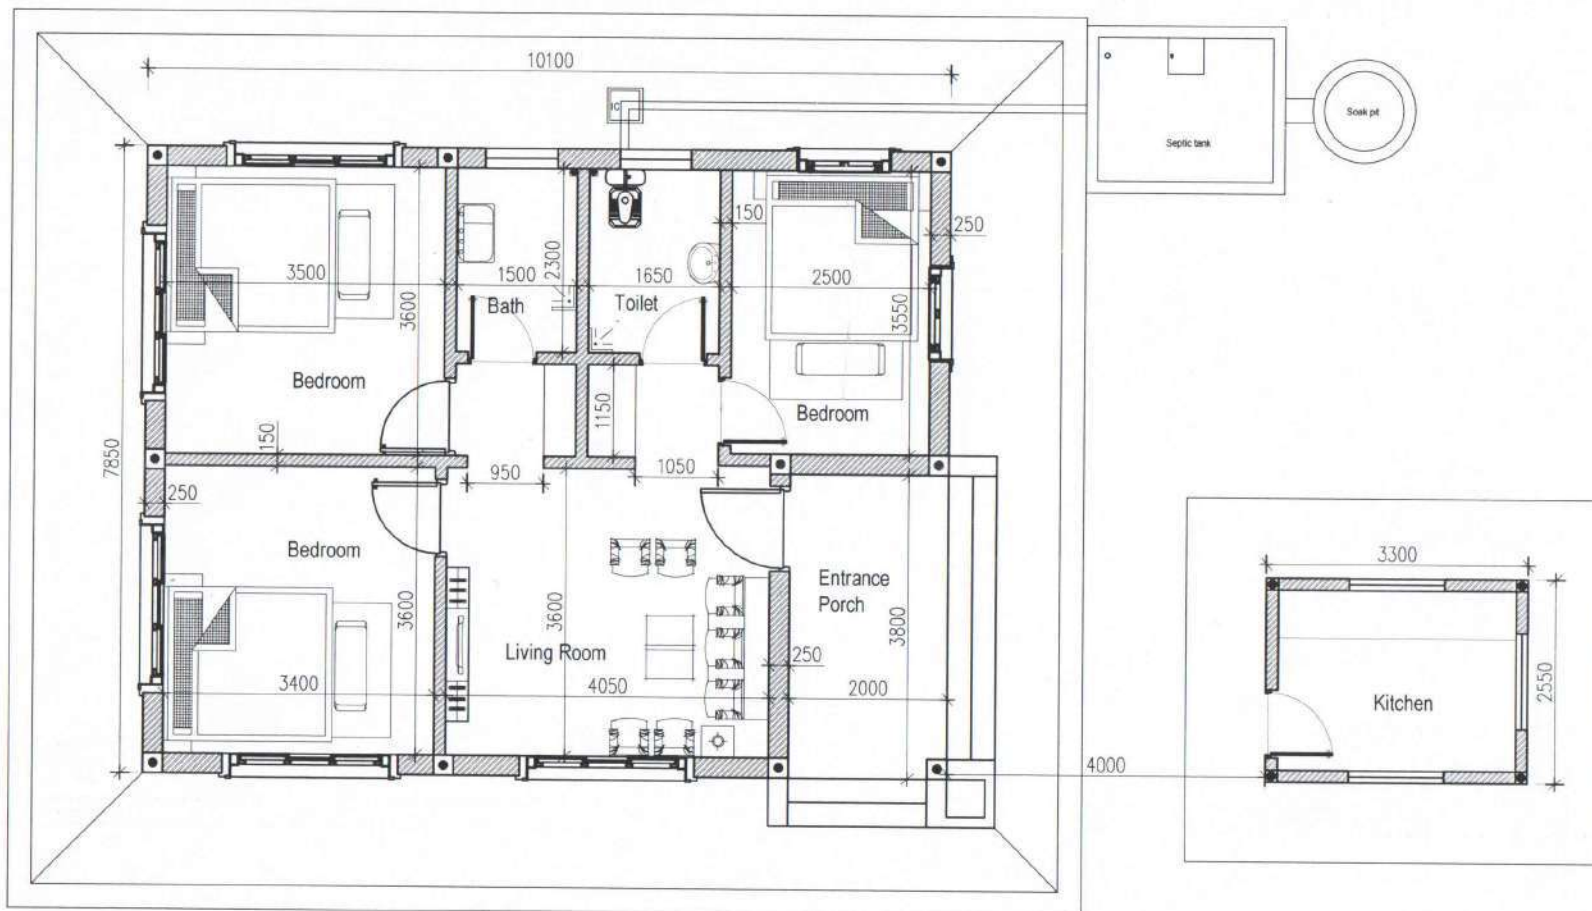 10100
IC
Soak pit
Septic tank
150
250
3500
1500
2300
1650
2500
3600
Bath
Toilet
3550
Bedroom
1150
Bedroom
7850
150
950
1050
250
Bedroom
Entrance
Porch
3300
3600
3600
Living Room
3800
250
3400
4050
2000
Kitchen
2550
4000